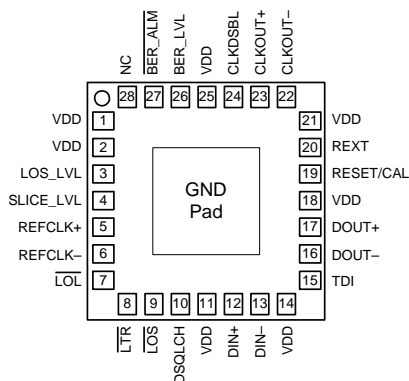 NC
BER_ALM
BER_LVL
VDD
CLKDSBL
CLKOUT+
CLKOUT–
28 27 26 25 24 23 22
VDD 1
VDD 2
LOS_LVL 3
SLICE_LVL 4
REFCLK+ 5
REFCLK– 6
LOL 7
GND
Pad
21 VDD
20 REXT
19 RESET/CAL
18 VDD
17 DOUT+
16 DOUT–
15 TDI
8 9 10 11 12 13 14
LTR
LOS
DSQLCH
VDD
DIN+
DIN–
VDD